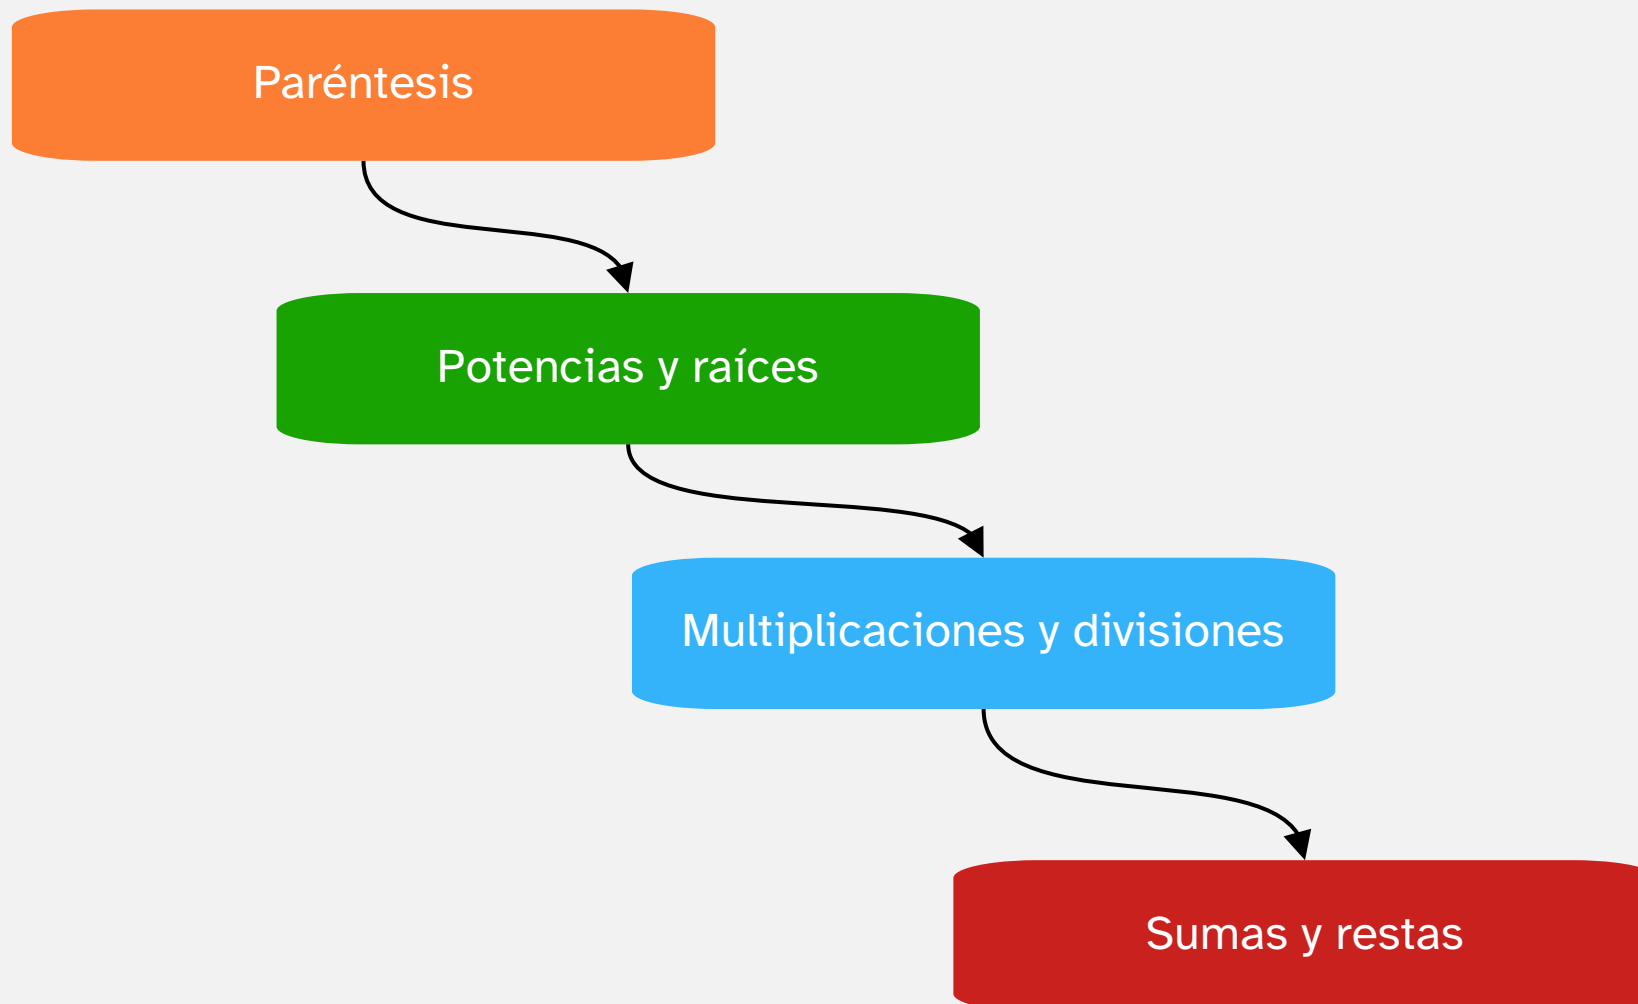 Paréntesis
Potencias y raíces
Multiplicaciones y divisiones
Sumas y restas